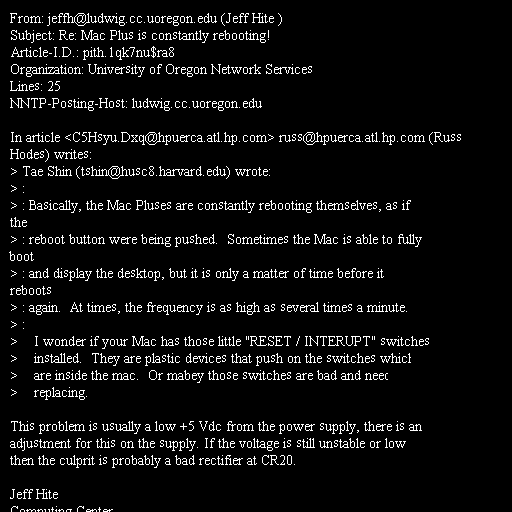 From: jeffh@ludwig.cc.uoregon.edu (Jeff Hite )
Subject: Re: Mac Plus is constantly rebooting!
Article-I.D.: pith.1qk7nu$ra8
Organization: University of Oregon Network Services
Lines: 25
NNTP-Posting-Host: ludwig.cc.uoregon.edu

In article <C5Hsyu.Dxq@hpuerca.atl.hp.com> russ@hpuerca.atl.hp.com (Russ
Hodes) writes:
> Tae Shin (tshin@husc8.harvard.edu) wrote:
> :
> : Basically, the Mac Pluses are constantly rebooting themselves, as if
the
> : reboot button were being pushed.  Sometimes the Mac is able to fully
boot
> : and display the desktop, but it is only a matter of time before it
reboots
> : again.  At times, the frequency is as high as several times a minute.
> :
>    I wonder if your Mac has those little "RESET / INTERUPT" switches
>    installed.  They are plastic devices that push on the switches which
>    are inside the mac.  Or mabey those switches are bad and need
>    replacing.

This problem is usually a low +5 Vdc from the power supply, there is an
adjustment for this on the supply. If the voltage is still unstable or low
then the culprit is probably a bad rectifier at CR20.

Jeff Hite
Computing Center